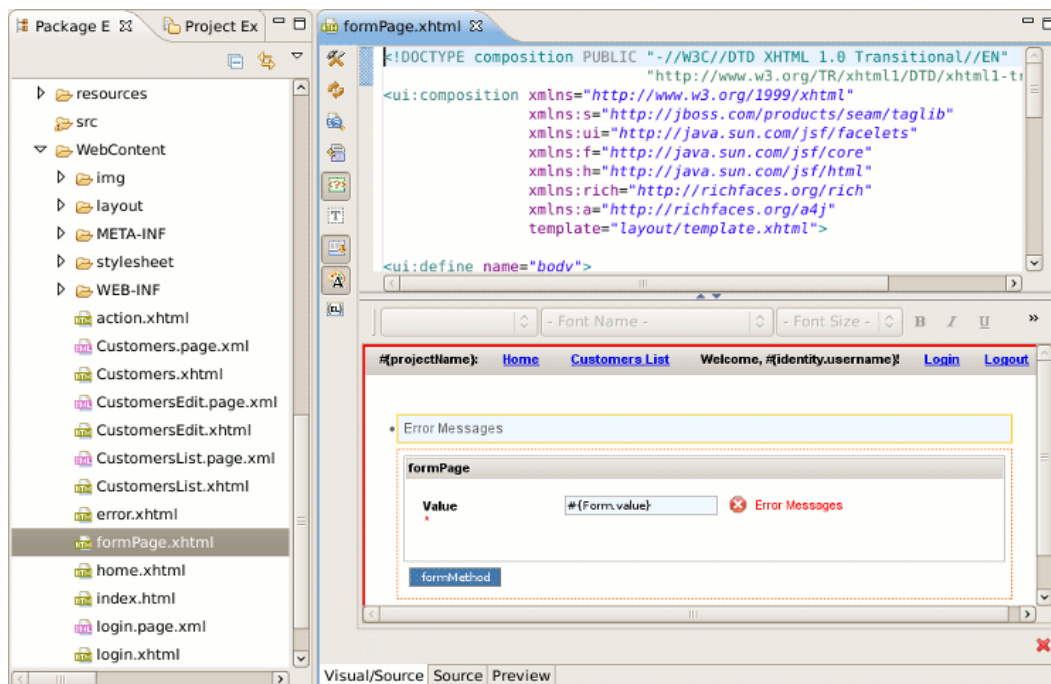 Package E
Project Ex
resources
src
WebContent
img
layout
META-INF
stylesheet
WEB-INF
action.xhtml
Customers.page.xml
Customers.xhtml
CustomersEdit.page.xml
CustomersEdit.xhtml
CustomersList.page.xml
CustomersList.xhtml
error.xhtml
formPage.xhtml
home.xhtml
index.html
login.page.xml
login.xhtml
formPage.xhtml
<!DOCTYPE composition PUBLIC "-//W3C//DTD XHTML 1.0 Transitional//EN"
"http://www.w3.org/TR/xhtml1/DTD/xhtml1-tr
<ui:composition xmlns="http://www.w3.org/1999/xhtml"
xmlns:s="http://jboss.com/products/seam/taglib"
xmlns:ui="http://java.sun.com/jsf/facelets"
xmlns:f="http://java.sun.com/jsf/core"
xmlns:h="http://java.sun.com/jsf/html"
xmlns:rich="http://richfaces.org/rich"
xmlns:a="http://richfaces.org/a4j"
template="layout/template.xhtml">
<ui:define name="body">
- Font Name - - Font Size - B I U »
#{projectName}: Home Customers List Welcome, #{identity.username}! Login Logout
Error Messages
formPage
Value #{Form.value} Error Messages
*
formMethod
Visual/Source Source Preview